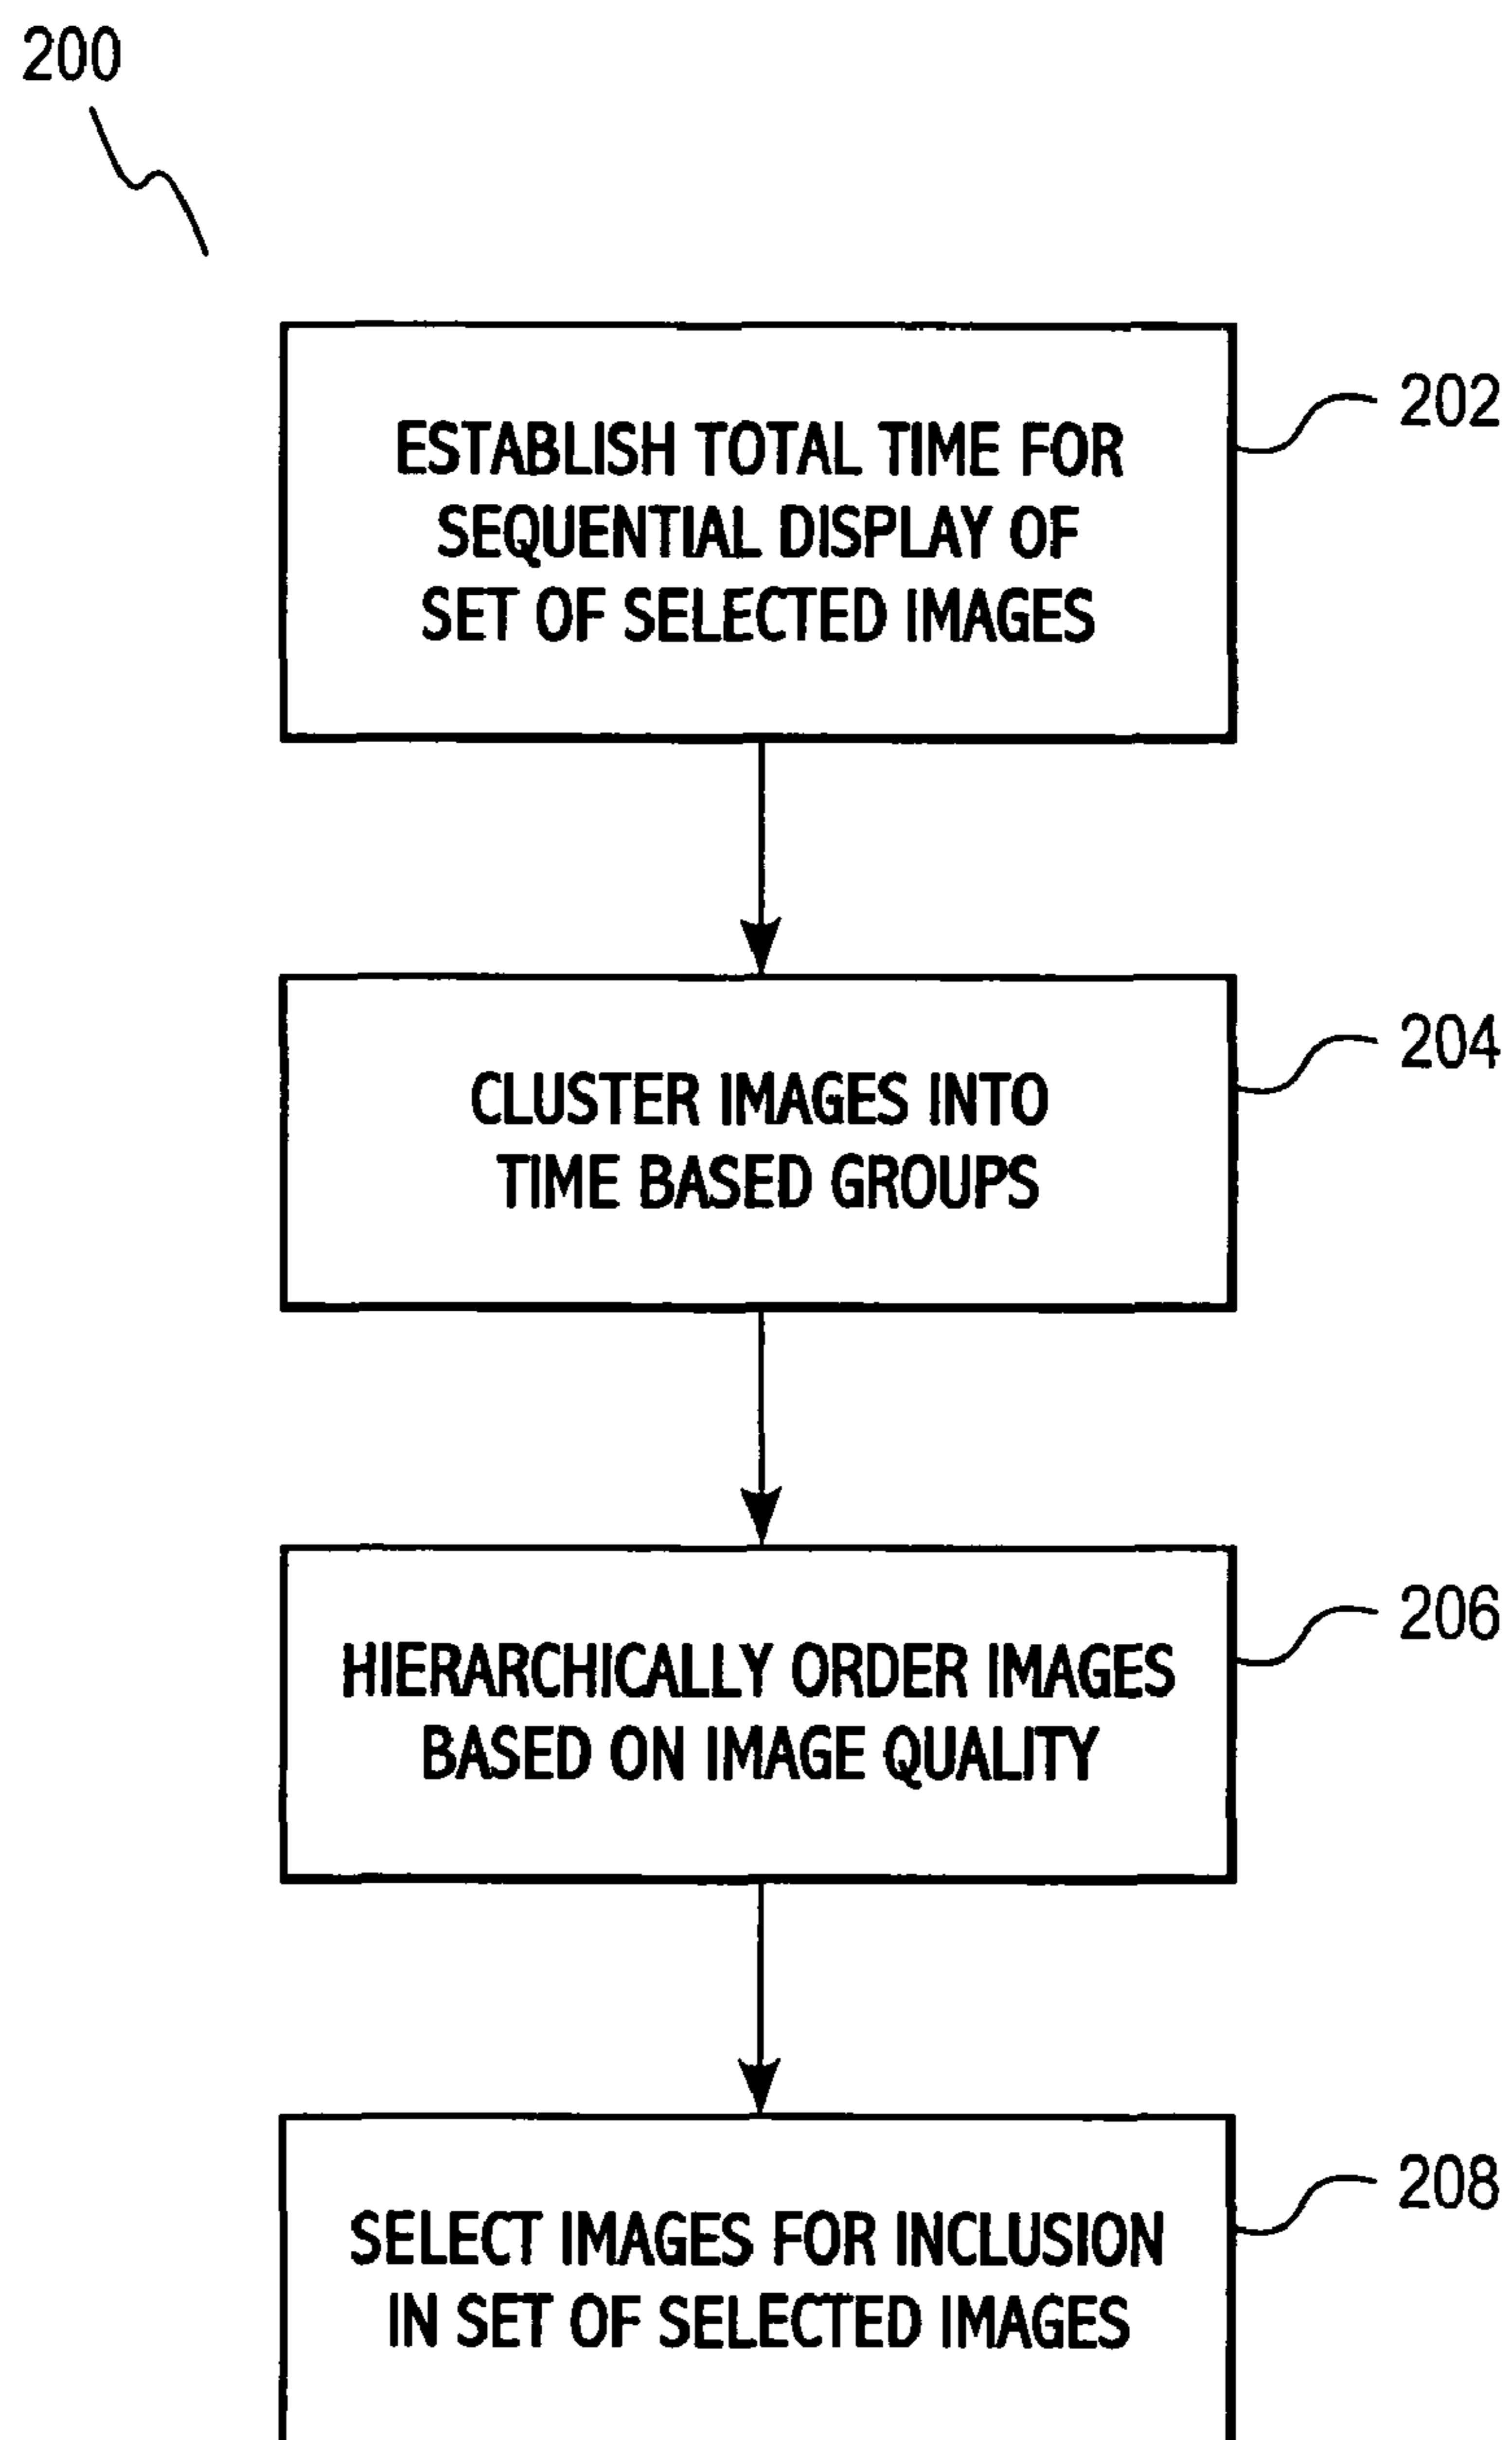 200
ESTABLISH TOTAL TIME FOR
SEQUENTIAL DISPLAY OF
SET OF SELECTED IMAGES
202
CLUSTER IMAGES INTO
TIME BASED GROUPS
204
HIERARCHICALLY ORDER IMAGES
BASED ON IMAGE QUALITY
206
SELECT IMAGES FOR INCLUSION
IN SET OF SELECTED IMAGES
208